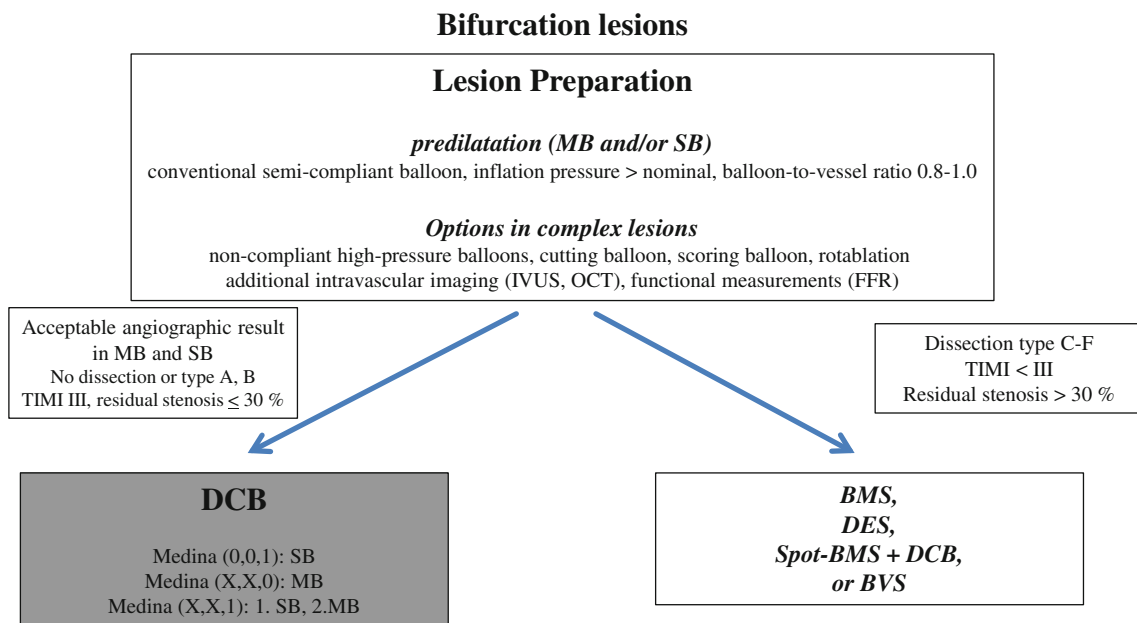 Bifurcation lesions
Lesion Preparation
predilatation (MB and/or SB)
conventional semi-compliant balloon, inflation pressure > nominal, balloon-to-vessel ratio 0.8-1.0
Options in complex lesions
non-compliant high-pressure balloons, cutting balloon, scoring balloon, rotablation
additional intravascular imaging (IVUS, OCT), functional measurements (FFR)
Acceptable angiographic result
in MB and SB
No dissection or type A, B
TIMI III, residual stenosis ≤ 30 %
Dissection type C-F
TIMI < III
Residual stenosis > 30 %
DCB
Medina (0,0,1): SB
Medina (X,X,0): MB
Medina (X,X,1): 1. SB, 2.MB
BMS,
DES,
Spot-BMS + DCB,
or BVS